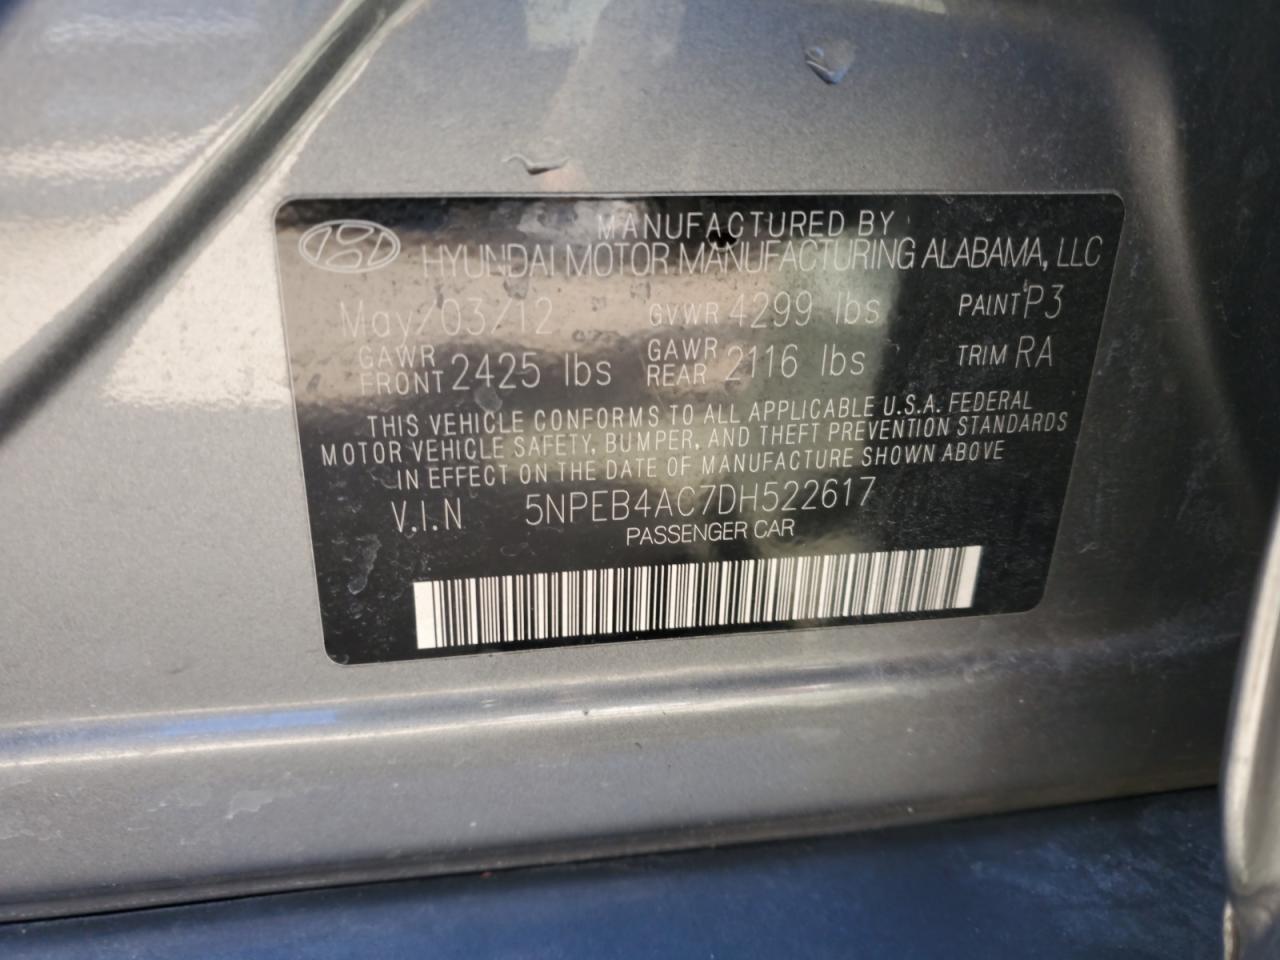 MANUFACTURED BY
HYUNDAI MOTOR MANUFACTURING ALABAMA, LLC
May/03/12 GVWR 4299 lbs PAINT P3
GAWR FRONT 2425 lbs GAWR REAR 2116 lbs TRIM RA
THIS VEHICLE CONFORMS TO ALL APPLICABLE U.S.A. FEDERAL
MOTOR VEHICLE SAFETY, BUMPER, AND THEFT PREVENTION STANDARDS
IN EFFECT ON THE DATE OF MANUFACTURE SHOWN ABOVE
V.I.N 5NPEB4AC7DH522617
PASSENGER CAR